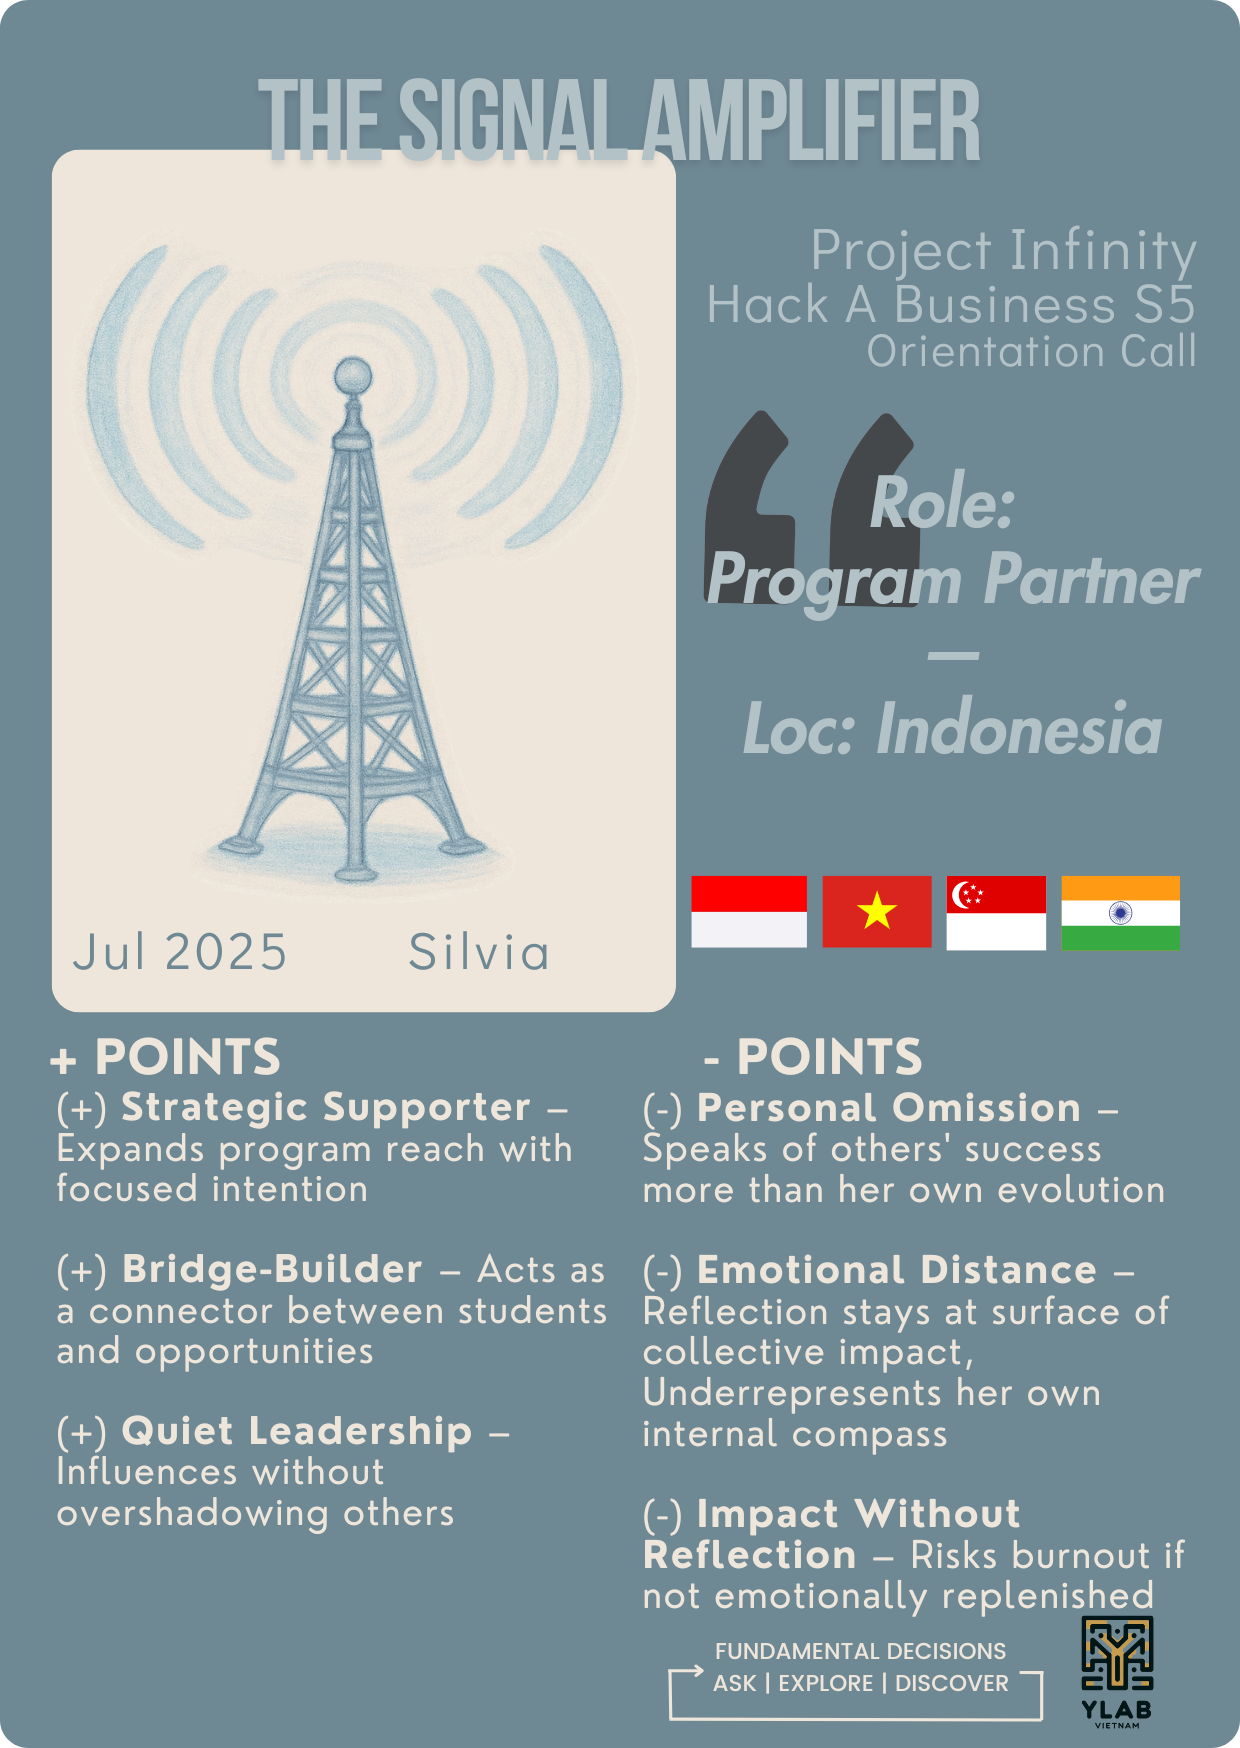 THE SIGNAL AMPLIFIER
Project Infinity
Hack A Business S5
Orientation Call
Role:
Program Partner
—
Loc: Indonesia
Jul 2025 Silvia
+ POINTS
(+) Strategic Supporter –
Expands program reach with
focused intention
(+) Bridge-Builder – Acts as
a connector between students
and opportunities
(+) Quiet Leadership –
Influences without
overshadowing others
- POINTS
(-) Personal Omission –
Speaks of others' success
more than her own evolution
(-) Emotional Distance –
Reflection stays at surface of
collective impact,
Underrepresents her own
internal compass
(-) Impact Without
Reflection – Risks burnout if
not emotionally replenished
FUNDAMENTAL DECISIONS
ASK | EXPLORE | DISCOVER
YLAB
VIETNAM